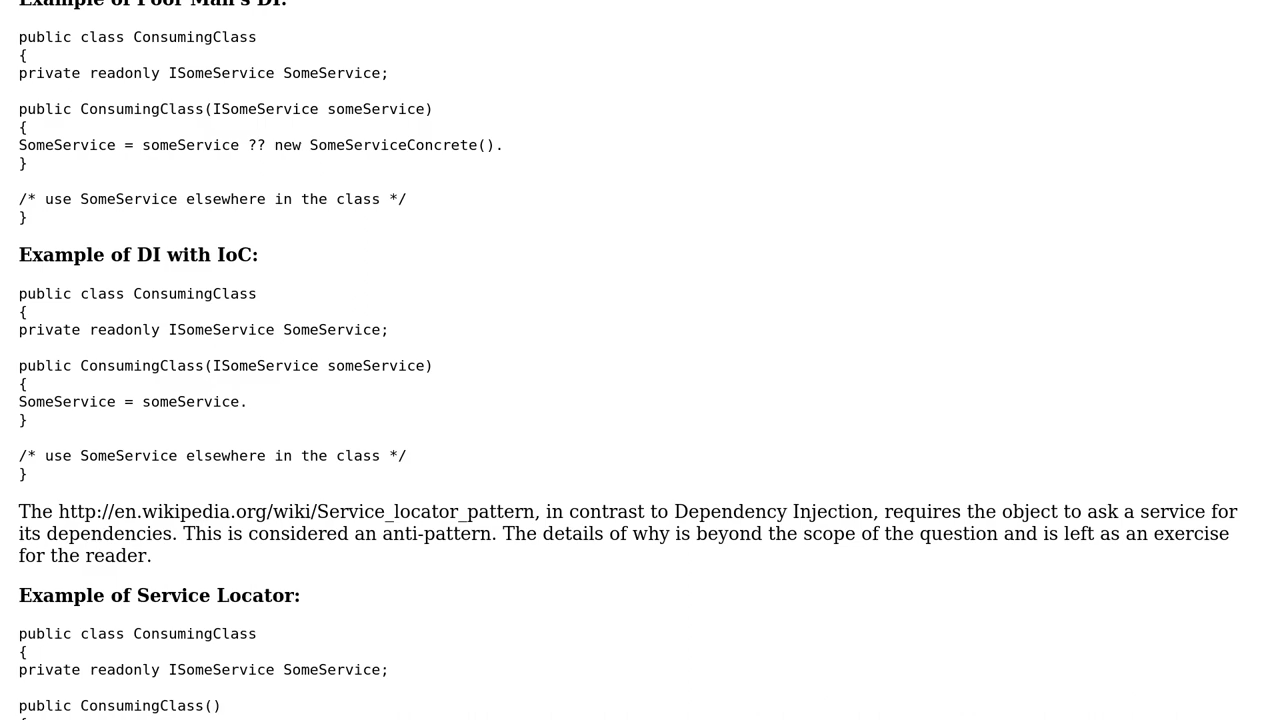 Example of Poor Man's DI:
public class ConsumingClass
{
private readonly ISomeService SomeService;
public ConsumingClass(ISomeService someService)
{
SomeService = someService ?? new SomeServiceConcrete().
}
/* use SomeService elsewhere in the class */
}
Example of DI with IoC:
public class ConsumingClass
{
private readonly ISomeService SomeService;
public ConsumingClass(ISomeService someService)
{
SomeService = someService.
}
/* use SomeService elsewhere in the class */
}
The http://en.wikipedia.org/wiki/Service_locator_pattern, in contrast to Dependency Injection, requires the object to ask a service for
its dependencies. This is considered an anti-pattern. The details of why is beyond the scope of the question and is left as an exercise
for the reader.
Example of Service Locator:
public class ConsumingClass
{
private readonly ISomeService SomeService;
public ConsumingClass()
{